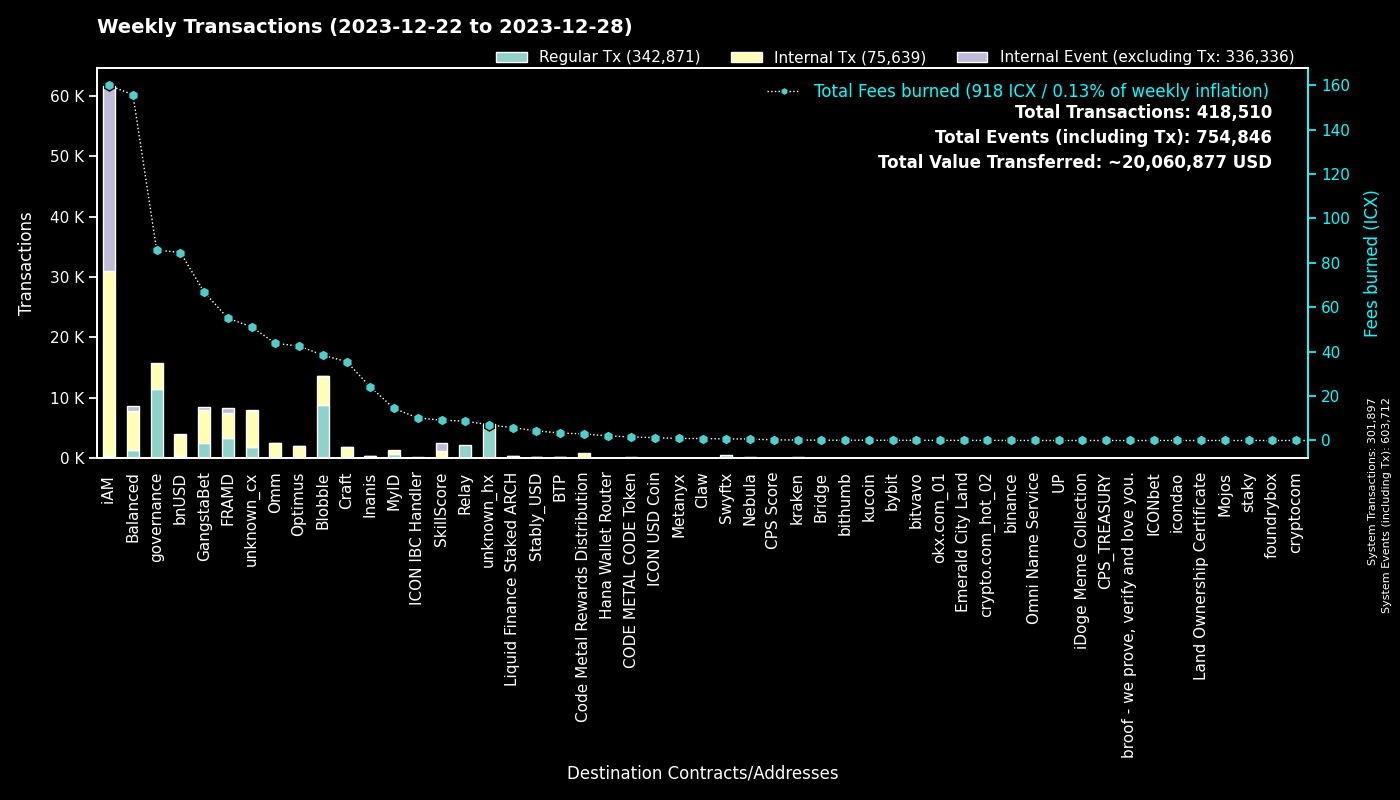 Weekly Transactions (2023-12-22 to 2023-12-28)
Regular Tx (342,871)
Internal Tx (75,639)
Internal Event (excluding Tx: 336,336)
Total Fees burned (918 ICX / 0.13% of weekly inflation)
Total Transactions: 418,510
Total Events (including Tx): 754,846
Total Value Transferred: ~20,060,877 USD
Transactions
60 K
50 K
40 K
30 K
20 K
10 K
0 K
160
140
120
100
80
60
40
20
0
Fees burned (ICX)
System Transactions: 301,897
System Events (including Tx): 603,712
iAM
Balanced
governance
bnUSD
GangstaBet
FRAMD
unknown_cx
Omm
Optimus
Blobble
Craft
Inanis
MyID
ICON IBC Handler
SkillScore
Relay
unknown_hx
Liquid Finance Staked ARCH
Stably_USD
BTP
Code Metal Rewards Distribution
Hana Wallet Router
CODE METAL CODE Token
ICON USD Coin
Metanyx
Claw
Swyftx
Nebula
CPS Score
kraken
Bridge
bithumb
kucoin
bybit
bitvavo
okx.com_01
Emerald City Land
crypto.com_hot_02
binance
Omni Name Service
UP
iDoge Meme Collection
CPS_TREASURY
broof - we prove, verify and love you.
ICONbet
icondao
Land Ownership Certificate
Mojos
staky
foundrybox
cryptocom
Destination Contracts/Addresses